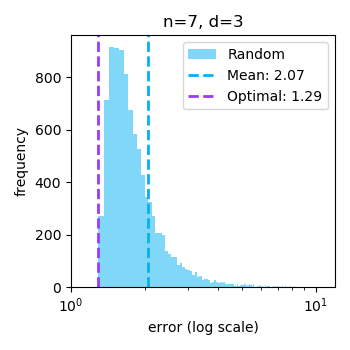 n=7, d=3
Random
Mean: 2.07
Optimal: 1.29
frequency
800
600
400
200
0
10⁰
10¹
error (log scale)